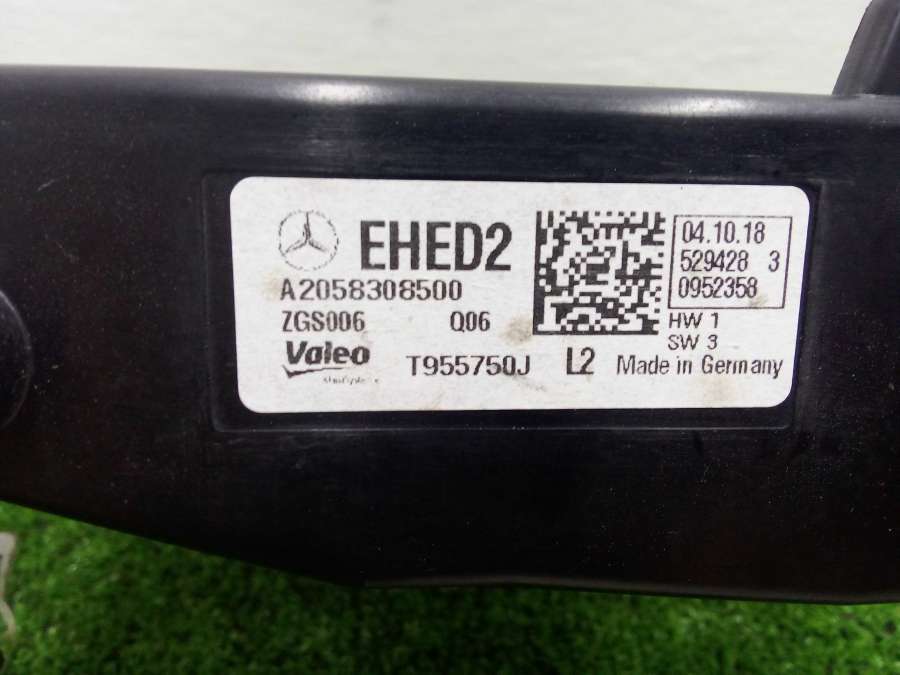 EHED2
A2058308500
ZGS006 Q06
Valeo
T955750J L2 Made in Germany
04.10.18
529428 3
0952358
HW 1
SW 3